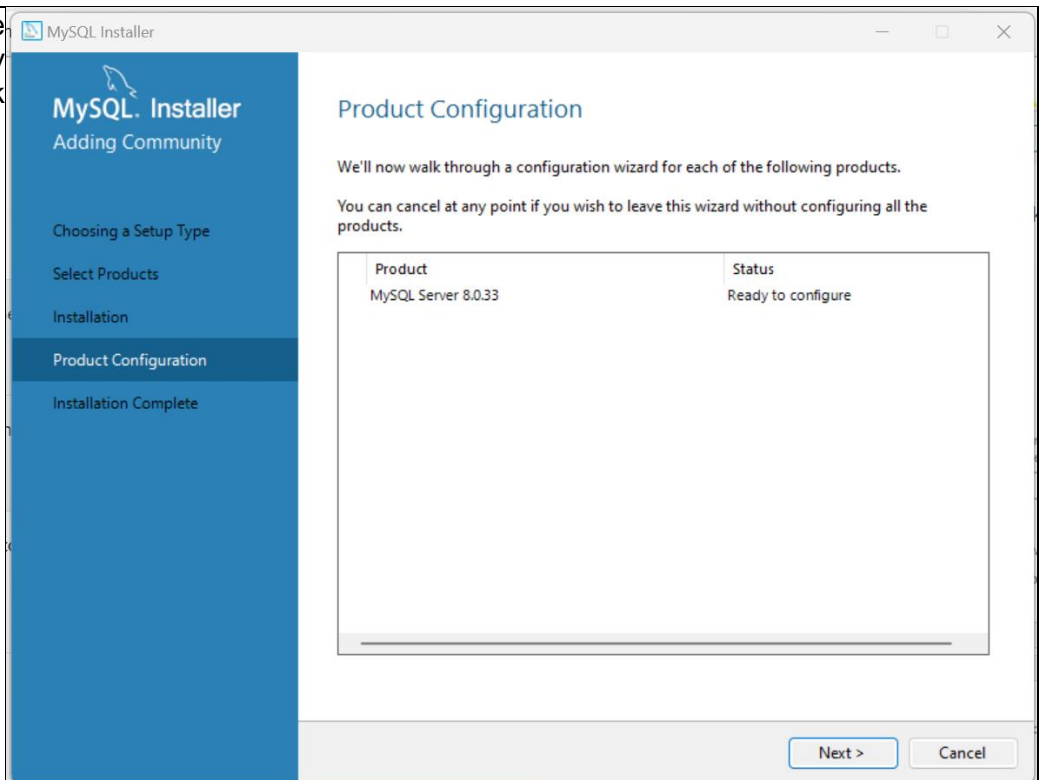 MySQL Installer
MySQL. Installer
Adding Community
Choosing a Setup Type
Select Products
Installation
Product Configuration
Installation Complete
Product Configuration
We'll now walk through a configuration wizard for each of the following products.
You can cancel at any point if you wish to leave this wizard without configuring all the
products.
Product Status
MySQL Server 8.0.33 Ready to configure
Next > Cancel